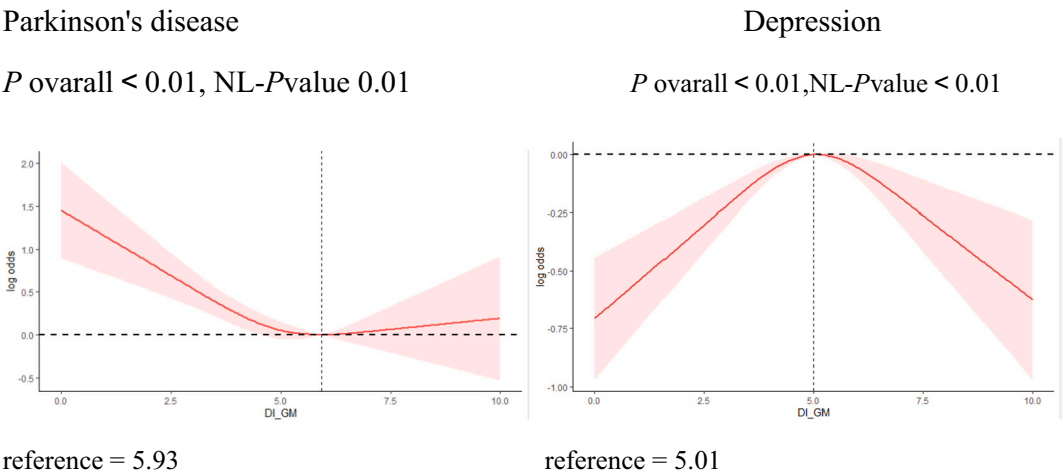 Parkinson's disease
P ovarall < 0.01, NL-Pvalue 0.01
2.0
1.5
1.0
0.5
0.0
-0.5
log odds
0.0 2.5 5.0 7.5 10.0
DI_GM
reference = 5.93
Depression
P ovarall < 0.01,NL-Pvalue < 0.01
0.00
-0.25
-0.50
-0.75
-1.00
log odds
0.0 2.5 5.0 7.5 10.0
DI_GM
reference = 5.01